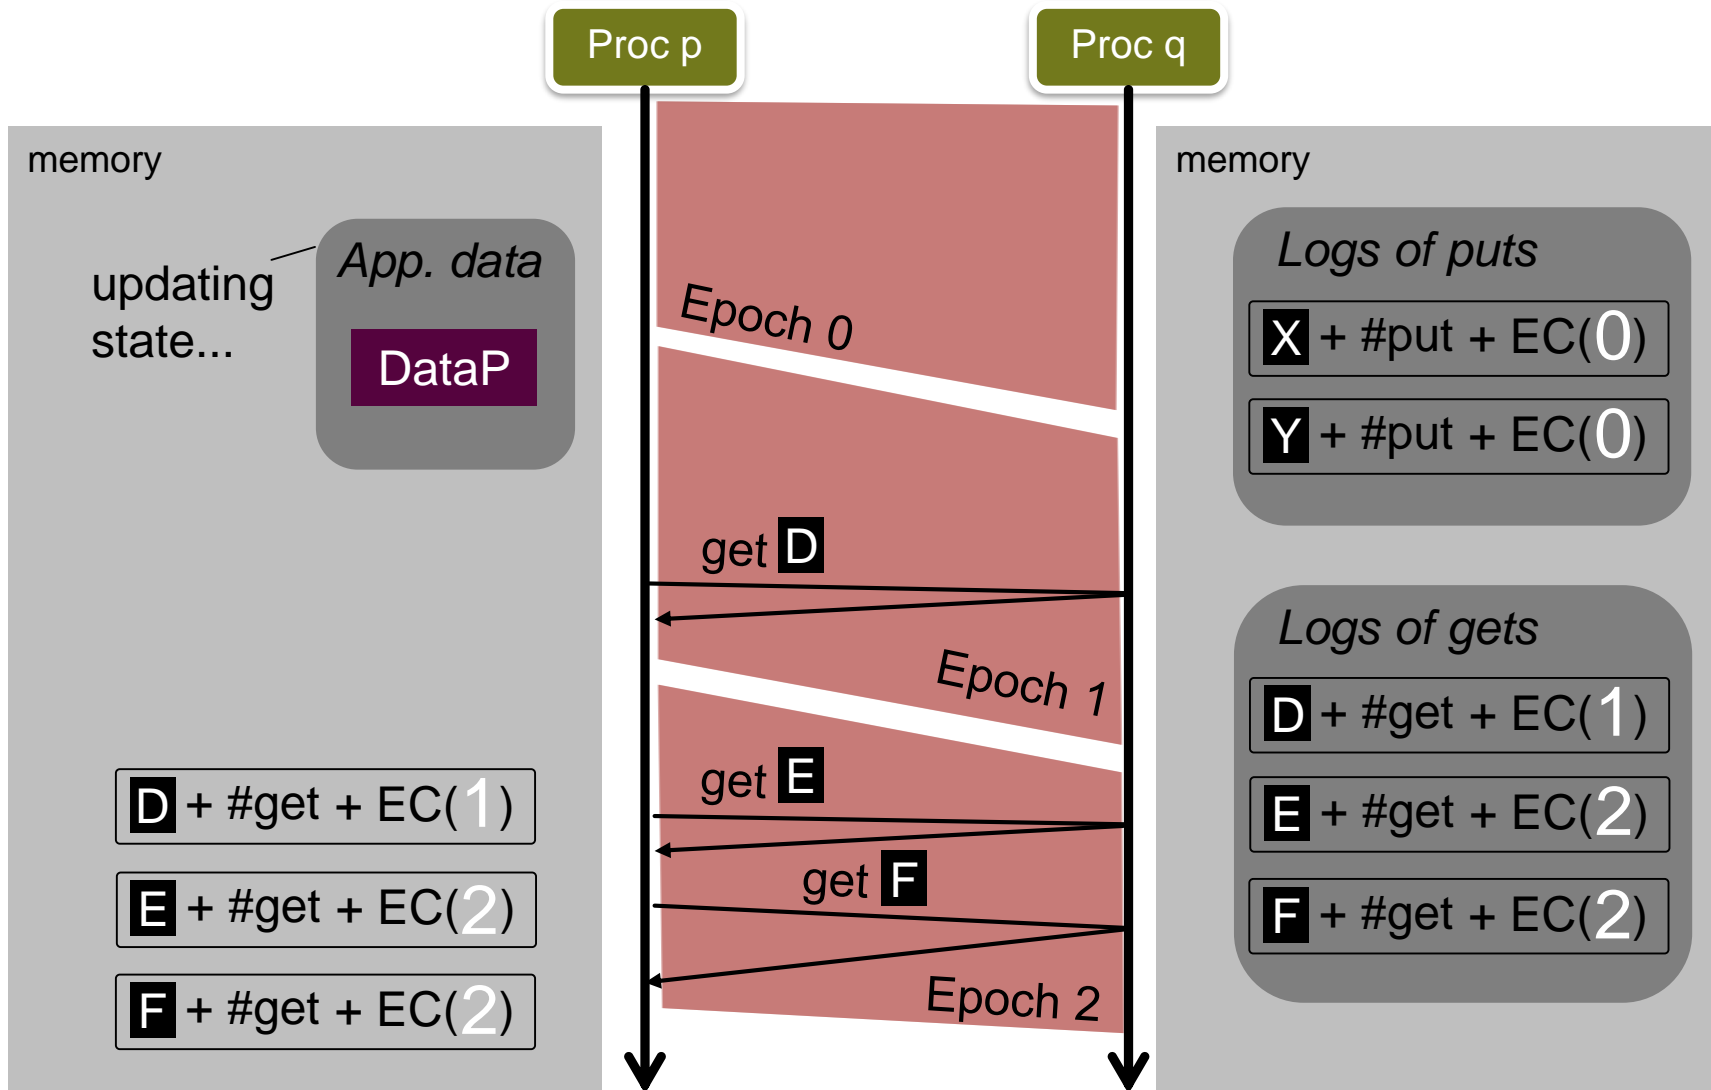 Proc p
Proc q
memory
updating
state...
App. data
DataP
D + #get + EC(1)
E + #get + EC(2)
F + #get + EC(2)
Epoch 0
get D
Epoch 1
get E
get F
Epoch 2
memory
Logs of puts
X + #put + EC(0)
Y + #put + EC(0)
Logs of gets
D + #get + EC(1)
E + #get + EC(2)
F + #get + EC(2)